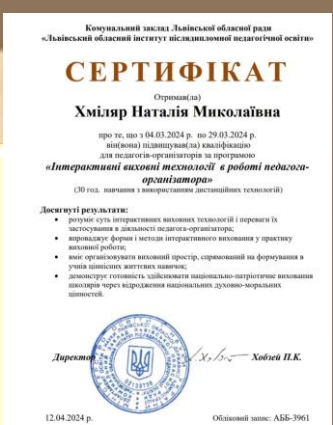 Комунальний заклад Львівської обласної ради
«Львівський обласний інститут післядипломної педагогічної освіти»
СЕРТИФІКАТ
Отримав(ла)
Хміляр Наталія Миколаївна
про те, що з 04.03.2024 р. по 29.03.2024 р.
він(вона) підвищував(ла) кваліфікацію
для педагогів-організаторів за програмою
«Інтерактивні виховні технології в роботі педагога-
організатора»
(30 год. навчання з використанням дистанційних технологій)
Досягнуті результати:
• розуміє суть інтерактивних виховних технологій і переваги їх
застосування в діяльності педагога-організатора;
• впроваджує форми і методи інтерактивного виховання у практику
виховної роботи;
• вміє організовувати виховний простір, спрямований на формування в
учнів ціннісних життєвих навичок;
• демонструє готовність здійснювати національно-патріотичне виховання
школярів через відродження національних духовно-моральних
цінностей.
Директор Хобзей П.К.
12.04.2024 р. Обліковий запис: АББ-3961